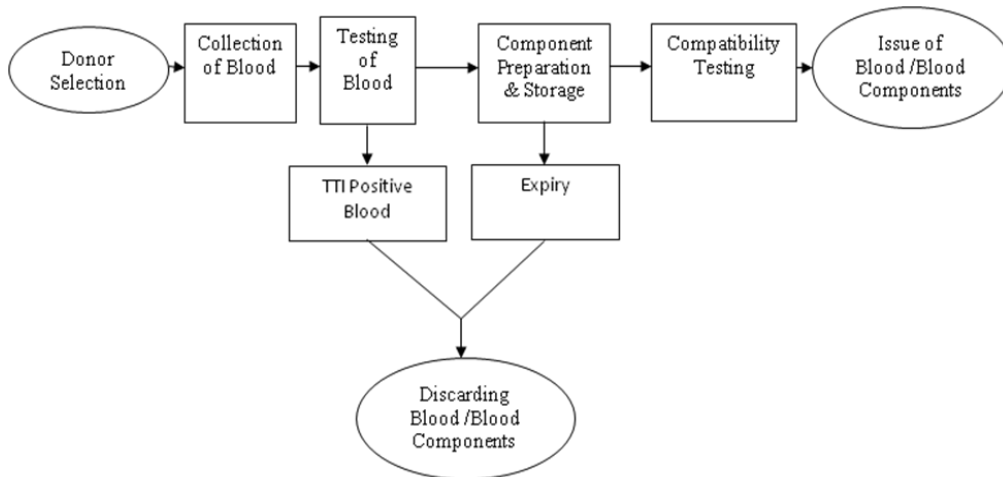 Donor
Selection
Collection
of Blood
Testing
of
Blood
Component
Preparation
& Storage
Compatibility
Testing
Issue of
Blood /Blood
Components
TTI Positive
Blood
Expiry
Discarding
Blood /Blood
Components